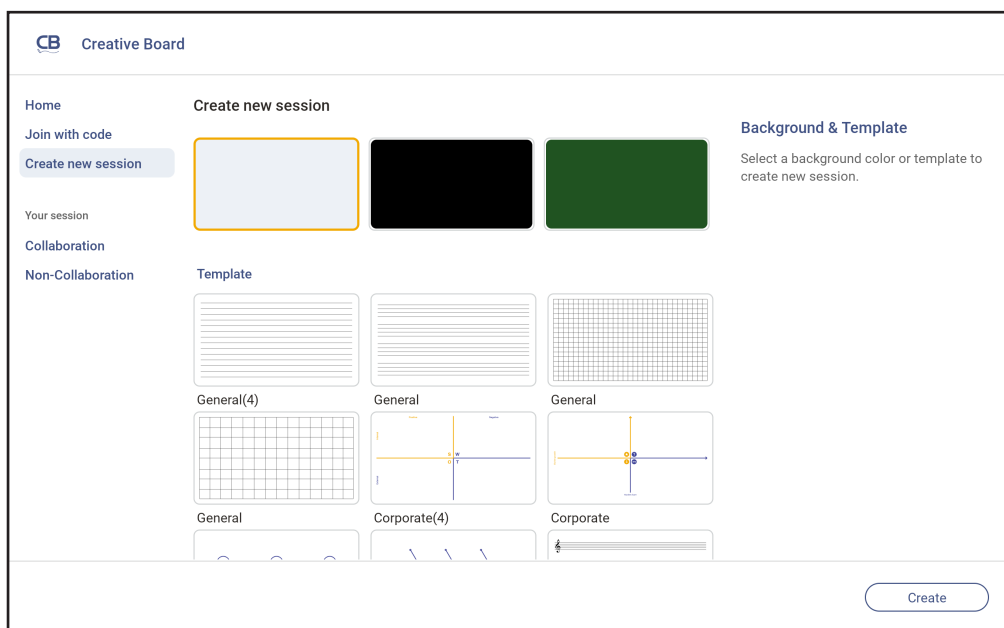 CB Creative Board
Home
Join with code
Create new session
Your session
Collaboration
Non-Collaboration
Create new session
Template
General(4)
General
General
General
Corporate(4)
Corporate
S W
O T
Background & Template
Select a background color or template to
create new session.
Create